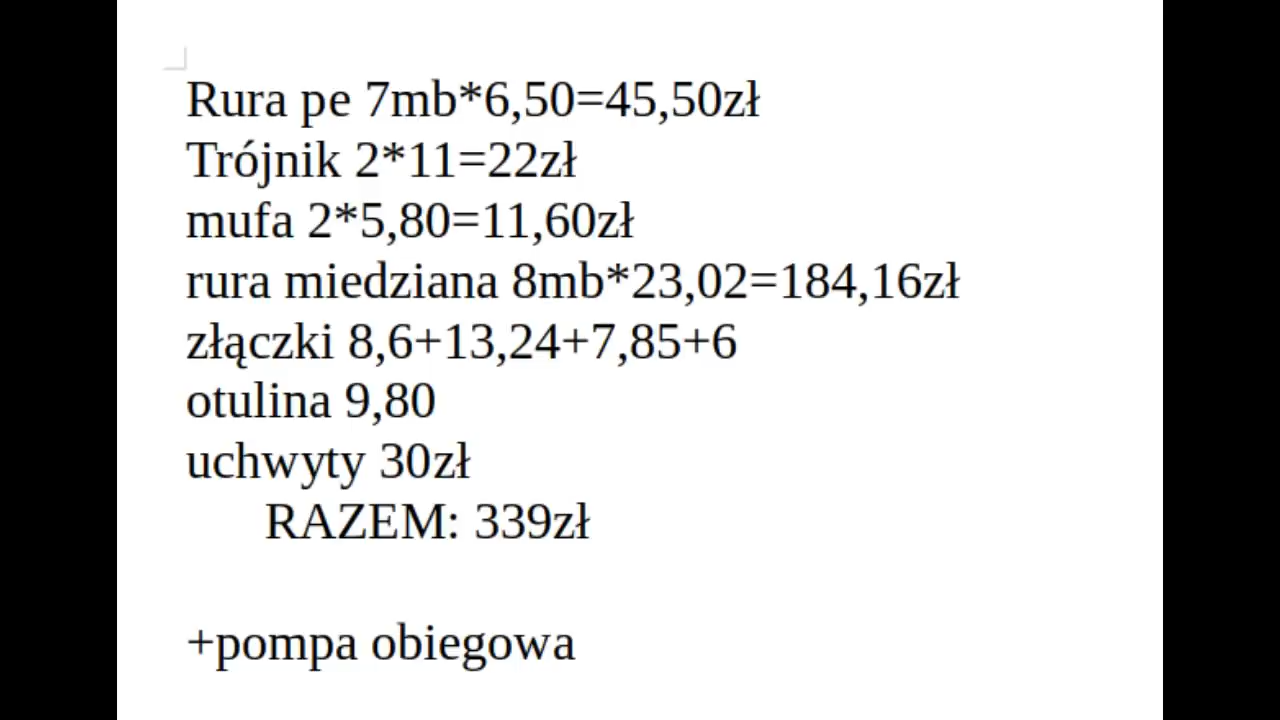 Rura pe 7mb*6,50=45,50zł
Trójnik 2*11=22zł
mufa 2*5,80=11,60zł
rura miedziana 8mb*23,02=184,16zł
złączki 8,6+13,24+7,85+6
otulina 9,80
uchwyty 30zł
RAZEM: 339zł
+pompa obiegowa